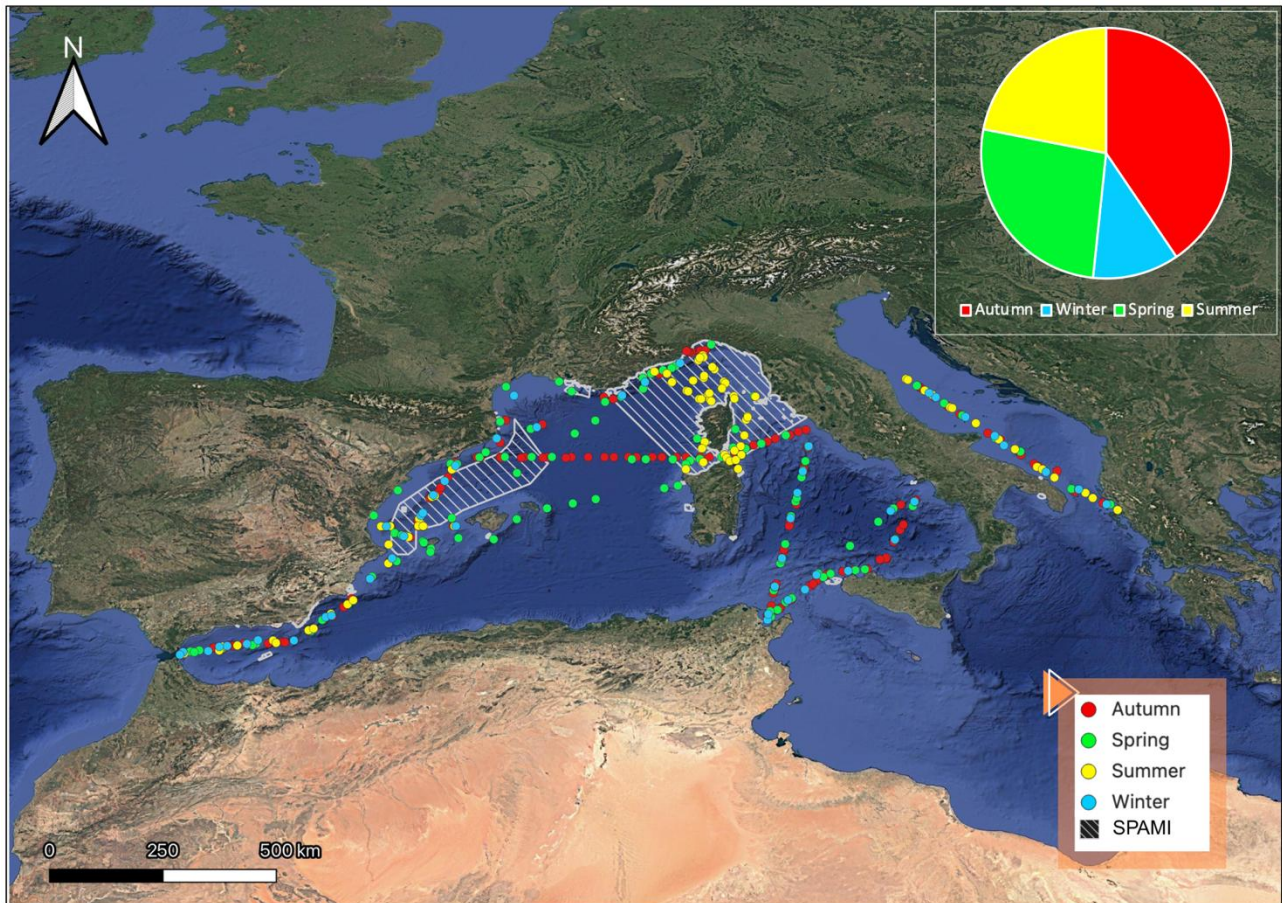 N
Autumn Winter Spring Summer
Autumn
Spring
Summer
Winter
SPAMI
0 250 500 km